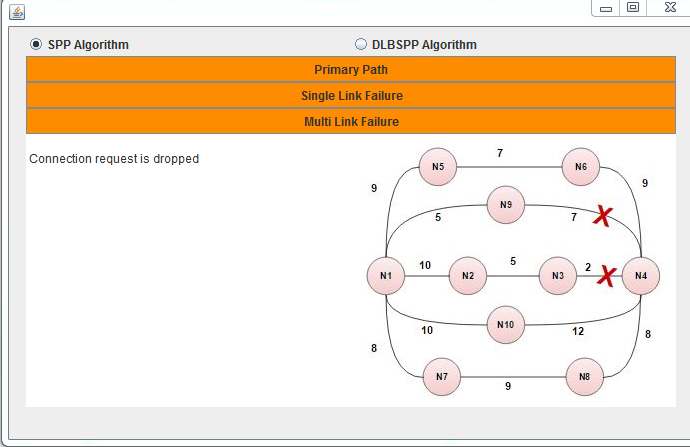 SPP Algorithm DLBSPP Algorithm
Primary Path
Single Link Failure
Multi Link Failure
Connection request is dropped
7
N5 N6
9 9
N9
5 7 X
10 5 2
N1 N2 N3 X N4
N10
10 12
8 8
N7 N8
9